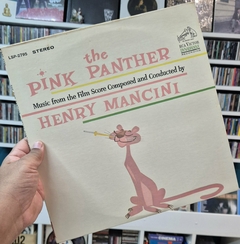 LSP-2795 STEREO
RCA VICTOR
the
PINK PANTHER
Music from the Film Score Composed and Conducted by
HENRY MANCINI